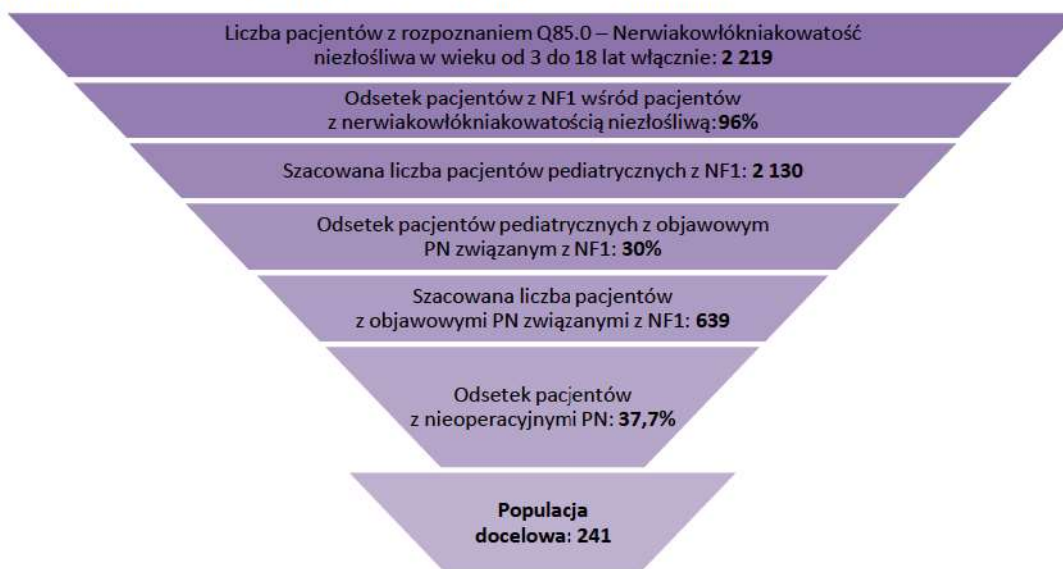 Liczba pacjentów z rozpoznaniem Q85.0 – Nerwiakowłókniakowatość
niezłośliwa w wieku od 3 do 18 lat włącznie: 2 219
Odsetek pacjentów z NF1 wśród pacjentów
z nerwiakowłókniakowatością niezłośliwą: 96%
Szacowana liczba pacjentów pediatrycznych z NF1: 2 130
Odsetek pacjentów pediatrycznych z objawowym
PN związanym z NF1: 30%
Szacowana liczba pacjentów
z objawowymi PN związanymi z NF1: 639
Odsetek pacjentów
z nieoperacyjnymi PN: 37,7%
Populacja
docelowa: 241